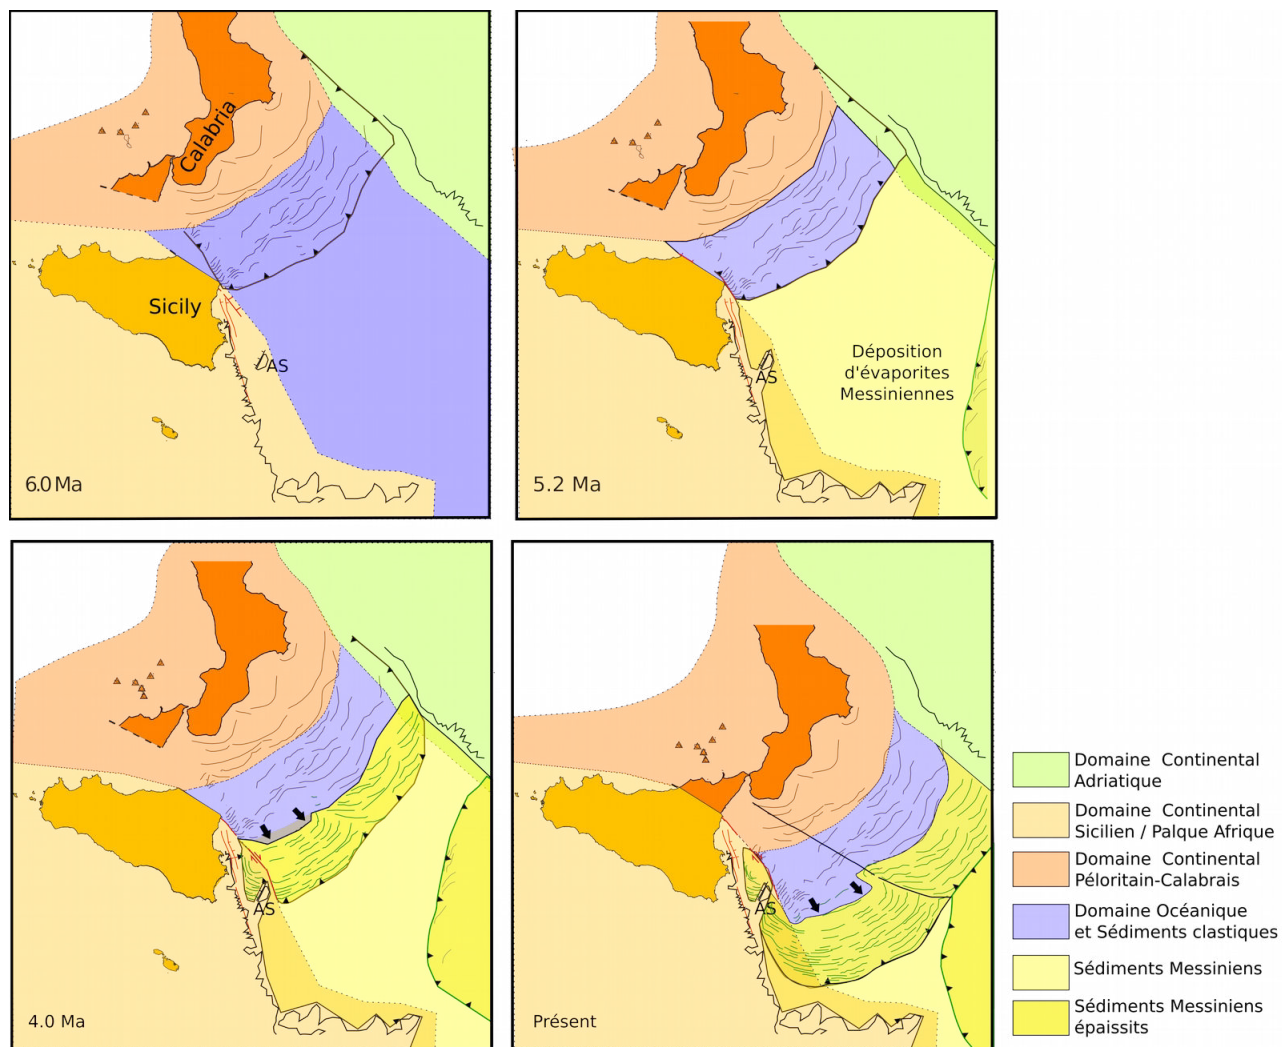 Calabria
Sicily
AS
6.0 Ma
Déposition
d'évaporites
Messiniennes
AS
5.2 Ma
AS
4.0 Ma
AS
Présent
Domaine Continental
Adriatique
Domaine Continental
Sicilien / Palque Afrique
Domaine Continental
Péloritain-Calabrais
Domaine Océanique
et Sédiments clastiques
Sédiments Messiniens
Sédiments Messiniens
épaissits